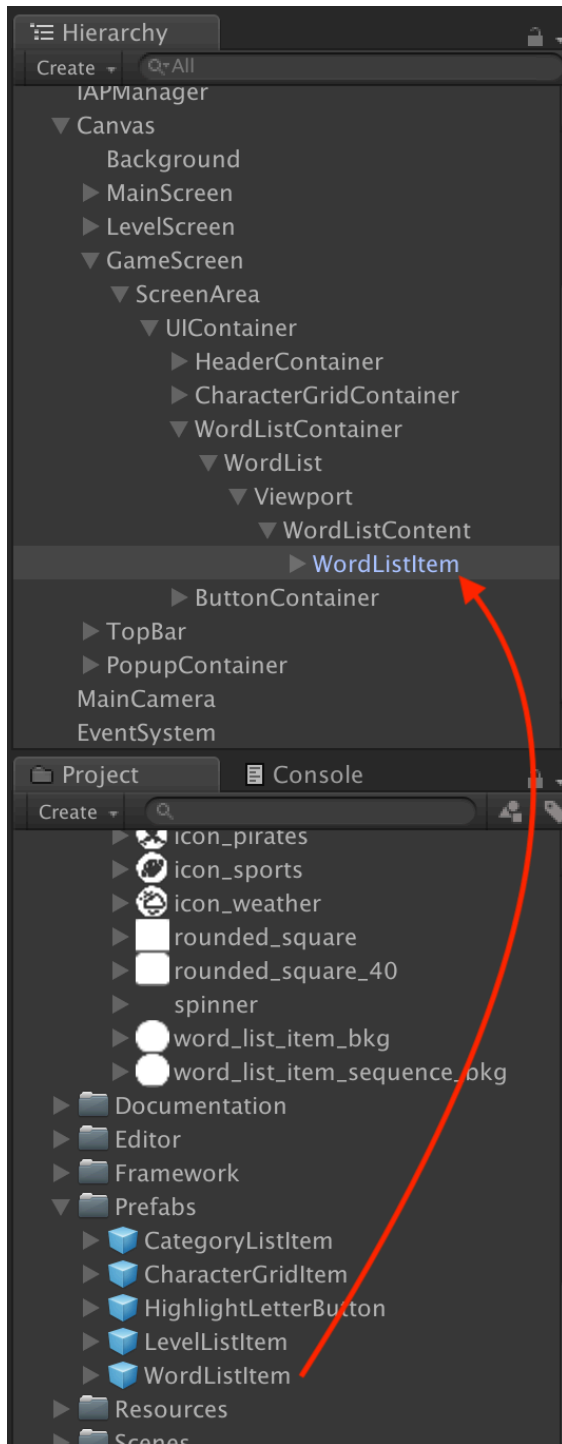 Hierarchy
Create All
IAPManager
Canvas
Background
MainScreen
LevelScreen
GameScreen
ScreenArea
UIContainer
HeaderContainer
CharacterGridContainer
WordListContainer
WordList
Viewport
WordListContent
WordListItem
ButtonContainer
TopBar
PopupContainer
MainCamera
EventSystem
Project Console
Create
icon_pirates
icon_sports
icon_weather
rounded_square
rounded_square_40
spinner
word_list_item_bkg
word_list_item_sequence_bkg
Documentation
Editor
Framework
Prefabs
CategoryListItem
CharacterGridItem
HighlightLetterButton
LevelListItem
WordListItem
Resources
Scenes